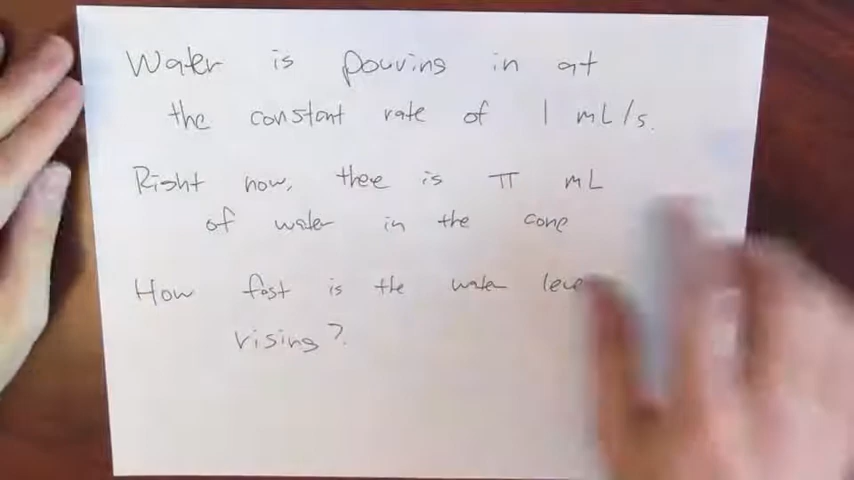 Water is pouring in at
the constant rate of 1 mL/s.
Right now, there is π mL
of water in the cone
How fast is the water
rising?